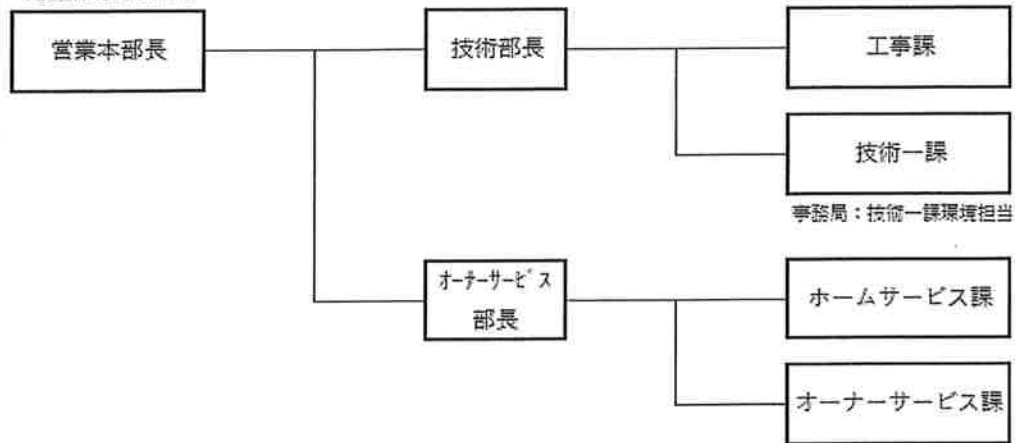 営業本部長
技術部長
工事課
技術一課
事務局：技術一課環境担当
ｵｰﾅｰｻｰﾋﾞｽ
部長
ホームサービス課
オーナーサービス課